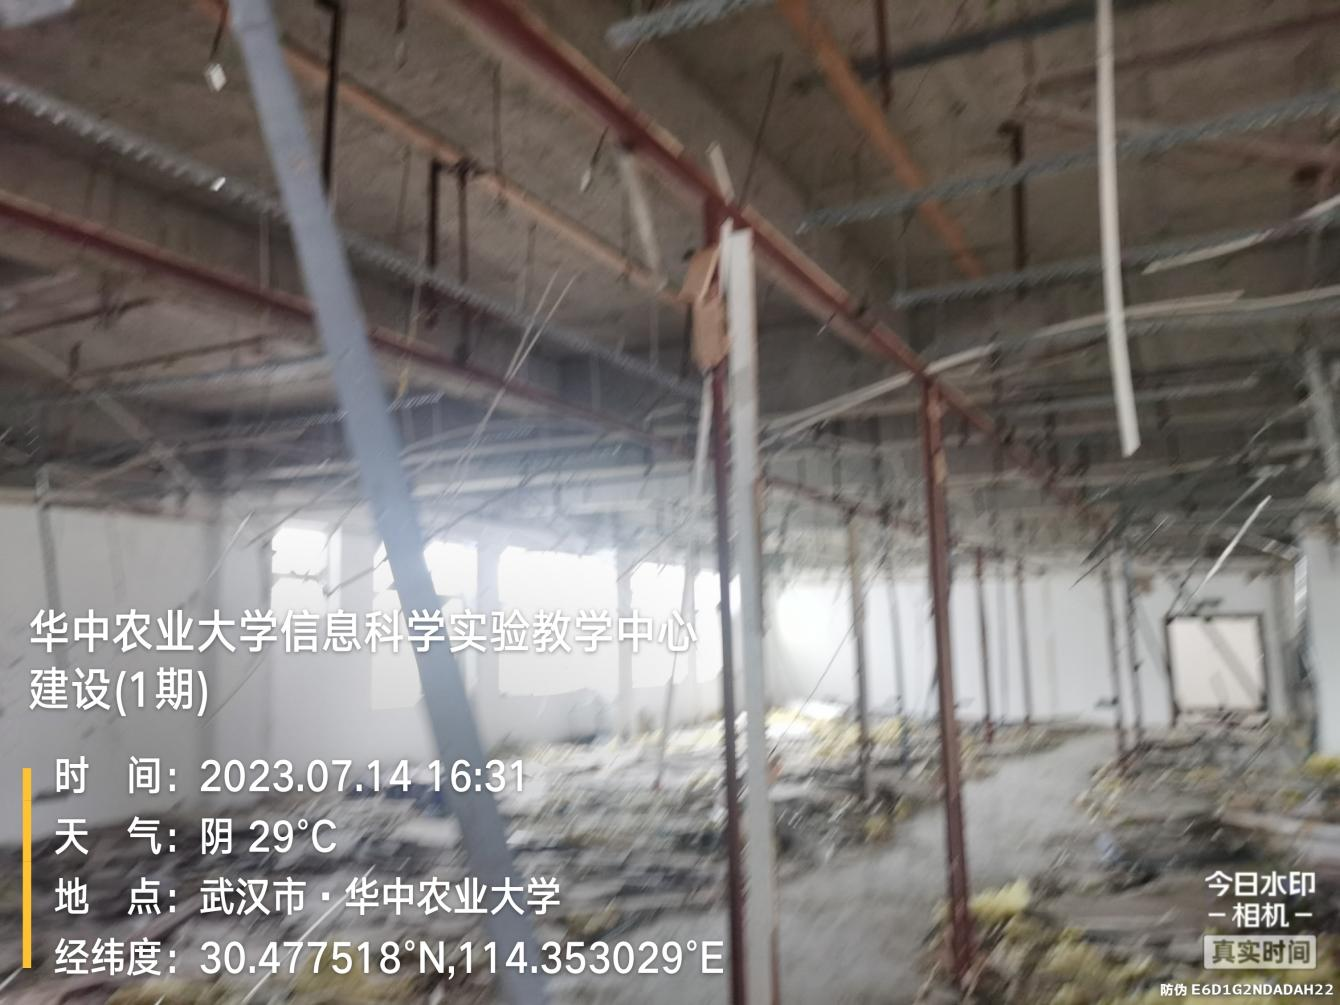 华中农业大学信息科学实验教学中心
建设(1期)
时 间：2023.07.14 16:31
天 气：阴 29°C
地 点：武汉市·华中农业大学
经纬度：30.477518°N,114.353029°E
今日水印
-相机-
真实时间
防伪 E6D1G2NDADAH22